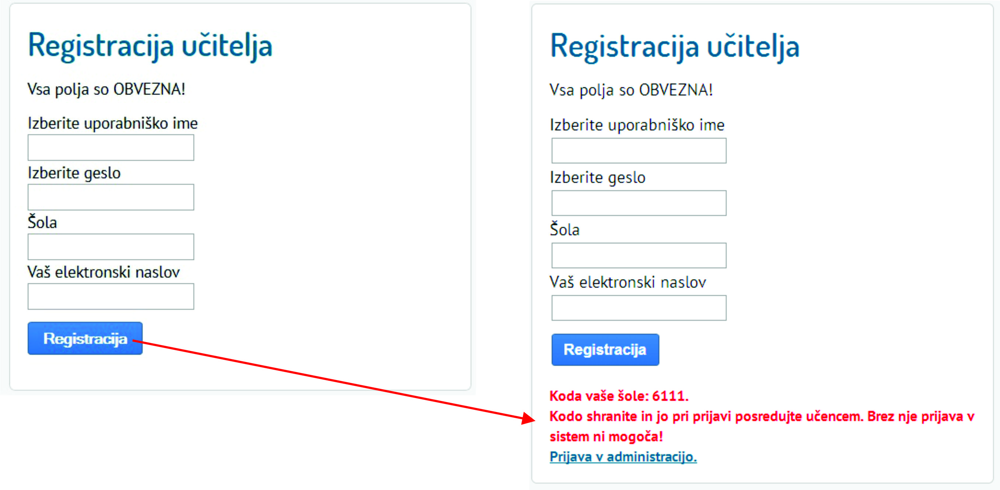 Registracija učitelja
Vsa polja so OBVEZNA!
Izberite uporabniško ime
Izberite geslo
Šola
Vaš elektronski naslov
Registracija
Registracija učitelja
Vsa polja so OBVEZNA!
Izberite uporabniško ime
Izberite geslo
Šola
Vaš elektronski naslov
Registracija
Koda vaše šole: 6111.
Kodo shranite in jo pri prijavi posredujte učencem. Brez nje prijava v
sistem ni mogoča!
Prijava v administracijo.